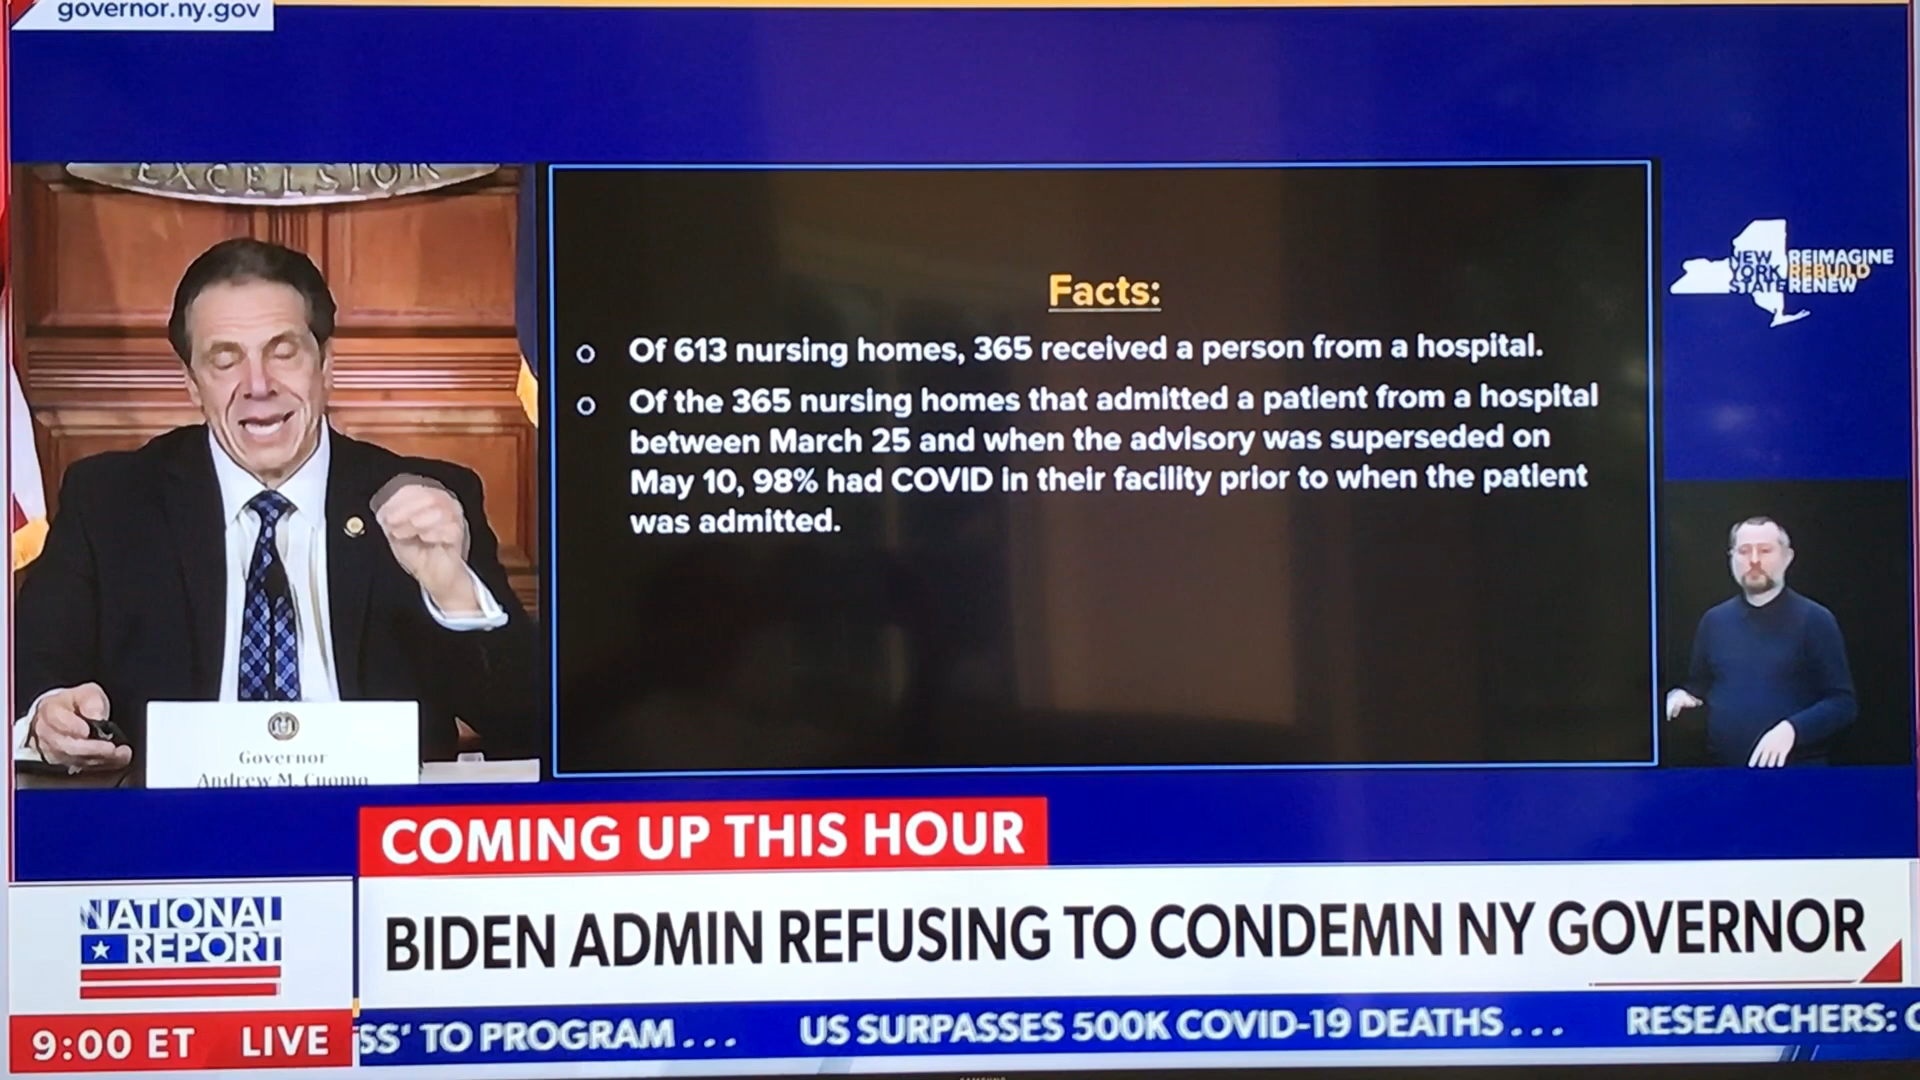 governor.ny.gov
EXCELSIOR
Facts:
Of 613 nursing homes, 365 received a person from a hospital.
Of the 365 nursing homes that admitted a patient from a hospital
between March 25 and when the advisory was superseded on
May 10, 98% had COVID in their facility prior to when the patient
was admitted.
NEW YORK STATE
REIMAGINE
REBUILD
RENEW
Governor
Andrew M. Cuomo
COMING UP THIS HOUR
NATIONAL
REPORT
BIDEN ADMIN REFUSING TO CONDEMN NY GOVERNOR
9:00 ET LIVE
SS' TO PROGRAM... US SURPASSES 500K COVID-19 DEATHS... RESEARCHERS: